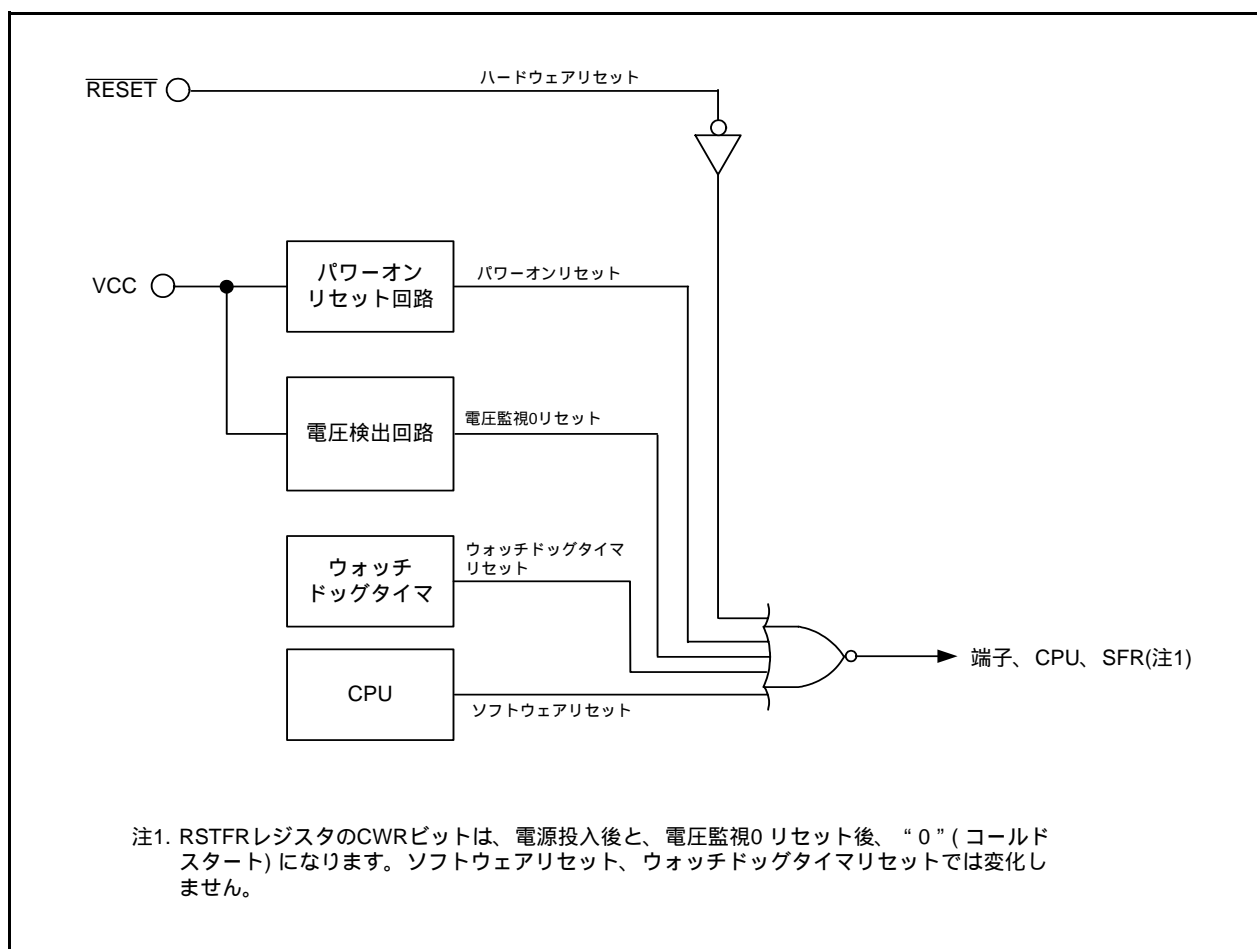 RESET
ハードウェアリセット
VCC
パワーオン
リセット回路
パワーオンリセット
電圧検出回路
電圧監視0リセット
ウォッチ
ドッグタイマ
ウォッチドッグタイマ
リセット
CPU
ソフトウェアリセット
端子、CPU、SFR(注1)
注1. RSTFRレジスタのCWRビットは、電源投入後と、電圧監視0 リセット後、“ 0 ” ( コールド
スタート) になります。ソフトウェアリセット、ウォッチドッグタイマリセットでは変化し
ません。